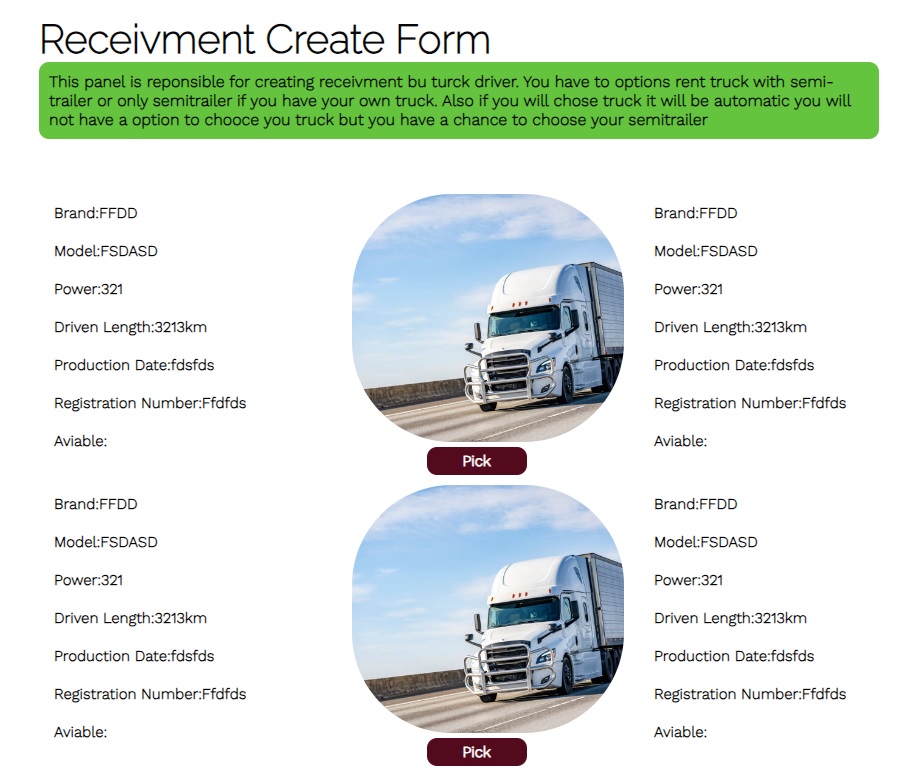 Receivment Create Form
This panel is reponsible for creating receivment bu turck driver. You have to options rent truck with semi-
trailer or only semitrailer if you have your own truck. Also if you will chose truck it will be automatic you will
not have a option to chooce you truck but you have a chance to choose your semitrailer
Brand:FFDD
Model:FSDASD
Power:321
Driven Length:3213km
Production Date:fdsfds
Registration Number:Ffdfds
Aviable:
Pick
Brand:FFDD
Model:FSDASD
Power:321
Driven Length:3213km
Production Date:fdsfds
Registration Number:Ffdfds
Aviable:
Brand:FFDD
Model:FSDASD
Power:321
Driven Length:3213km
Production Date:fdsfds
Registration Number:Ffdfds
Aviable:
Pick
Brand:FFDD
Model:FSDASD
Power:321
Driven Length:3213km
Production Date:fdsfds
Registration Number:Ffdfds
Aviable: